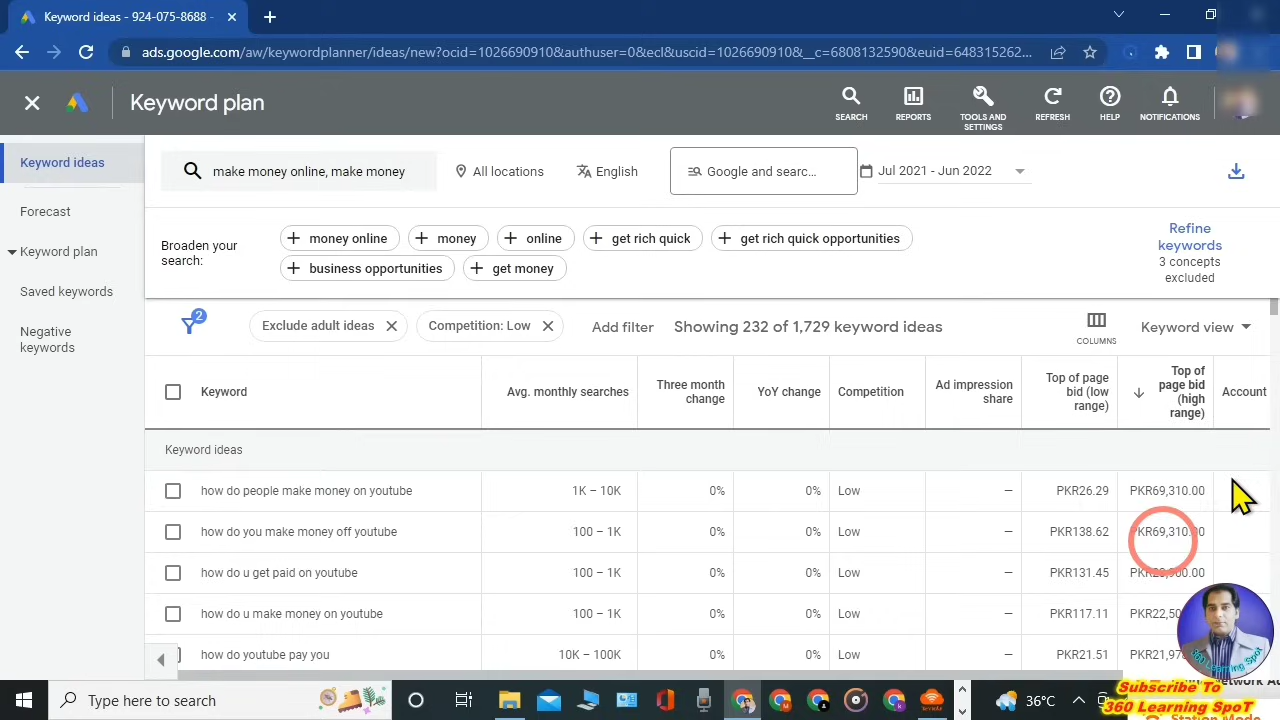 Keyword ideas - 924-075-8688 -
ads.google.com/aw/keywordplanner/ideas/new?ocid=1026690910&authuser=0&ecl&uscid=1026690910&__c=6808132590&euid=648315262...
Keyword plan
SEARCH
REPORTS
TOOLS AND
SETTINGS
REFRESH
HELP
NOTIFICATIONS
Keyword ideas
Forecast
Keyword plan
Saved keywords
Negative
keywords
make money online, make money
All locations
English
Google and searc...
Jul 2021 - Jun 2022
Broaden your
search:
money online
money
online
get rich quick
get rich quick opportunities
business opportunities
get money
Refine
keywords
3 concepts
excluded
2
Exclude adult ideas
Competition: Low
Add filter
Showing 232 of 1,729 keyword ideas
COLUMNS
Keyword view
Keyword
Avg. monthly searches
Three month
change
YoY change
Competition
Ad impression
share
Top of page
bid (low
range)
Top of
page bid
(high
range)
Account
Keyword ideas
how do people make money on youtube 1K – 10K 0% 0% Low – PKR26.29 PKR69,310.00
how do you make money off youtube 100 – 1K 0% 0% Low – PKR138.62 PKR69,310.00
how do u get paid on youtube 100 – 1K 0% 0% Low – PKR131.45
how do u make money on youtube 100 – 1K 0% 0% Low – PKR117.11
how do youtube pay you 10K – 100K 0% 0% Low – PKR21.51
360 Learning Spot
Subscribe To
360 Learning SpoT
Type here to search
36°C